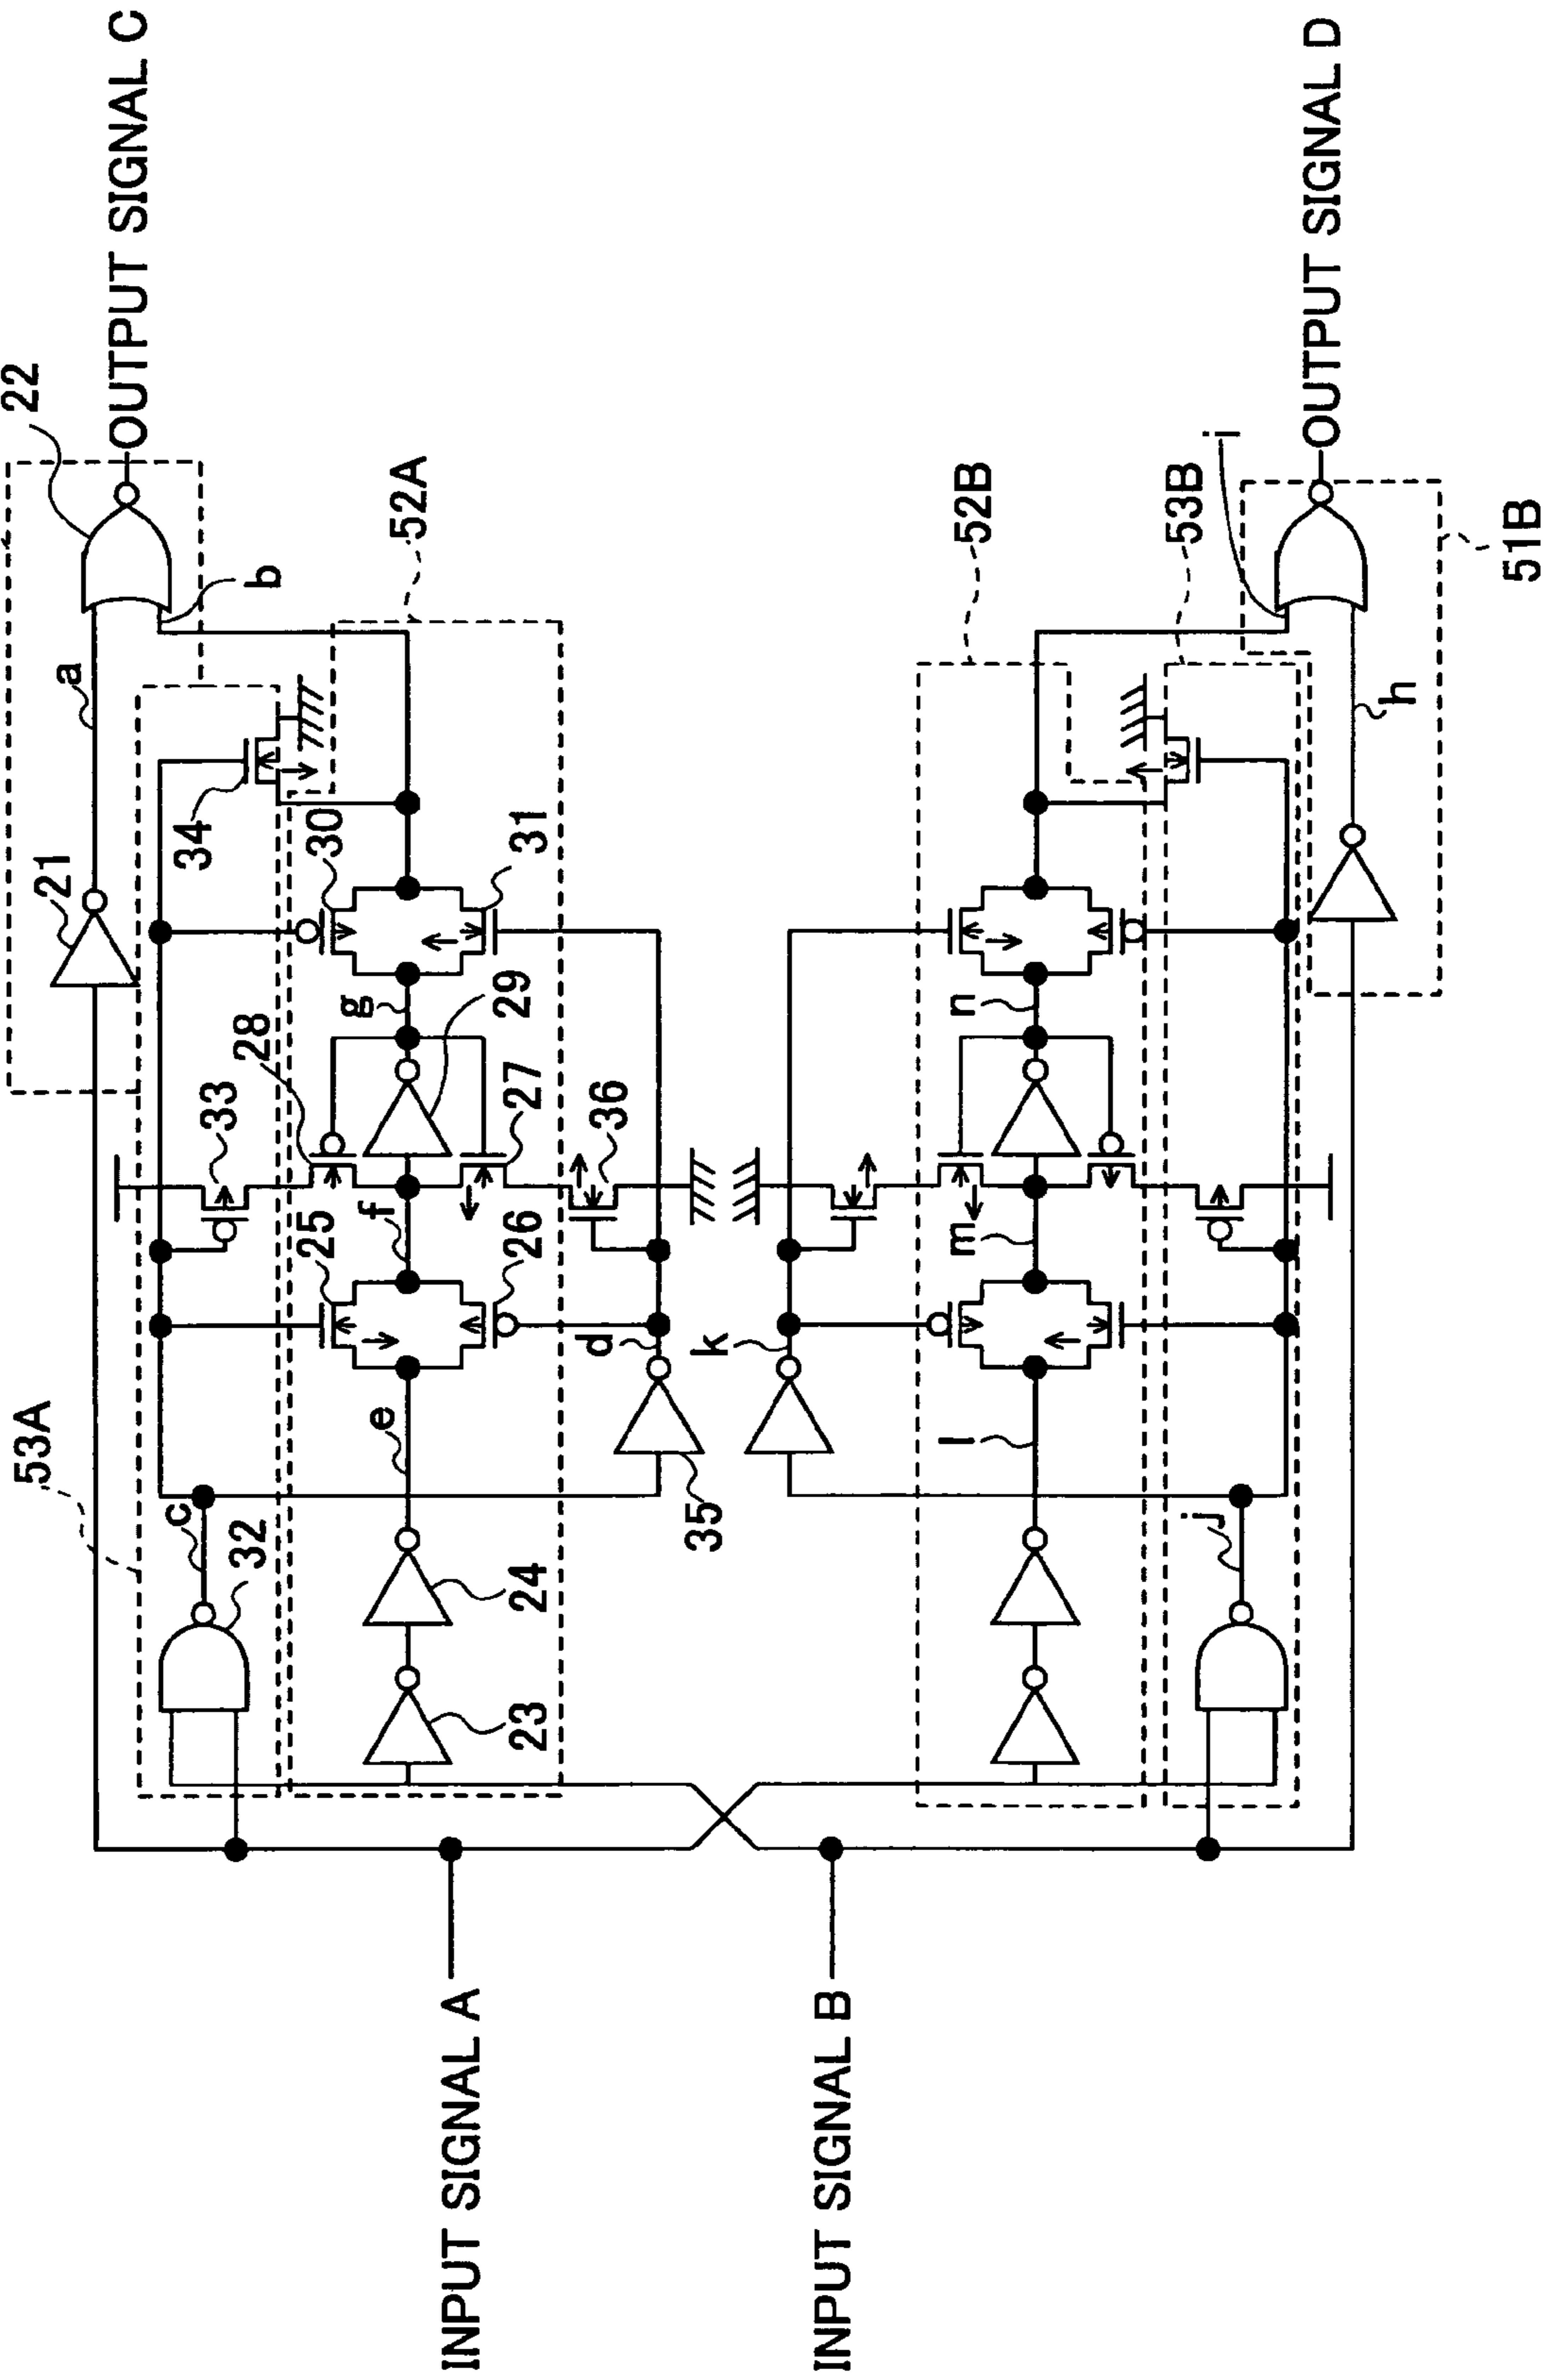 OUTPUT SIGNAL C
22
a
21
b
34
52A
30
31
g
29
33
28
27
36
f
25
26
d
53A
e
c
32
35
24
23
INPUT SIGNAL A
OUTPUT SIGNAL D
i
52B
53B
51B
h
n
m
k
l
j
INPUT SIGNAL B